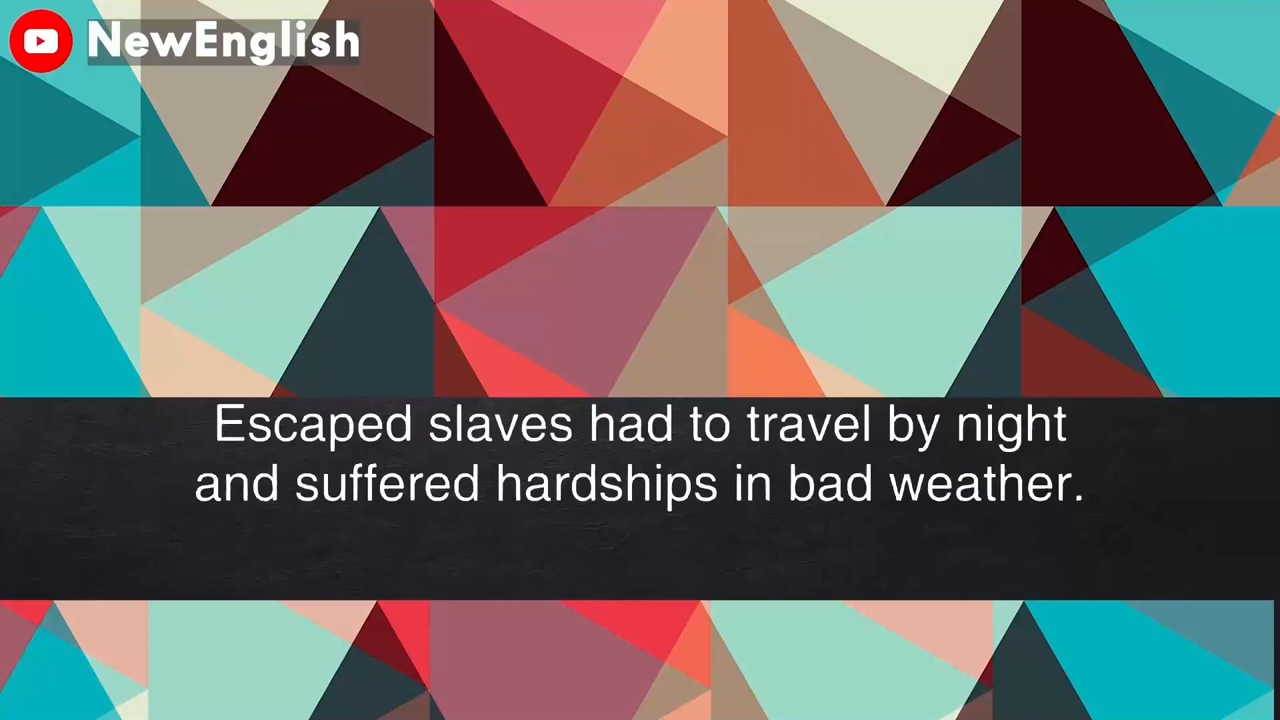 NewEnglish
Escaped slaves had to travel by night
and suffered hardships in bad weather.